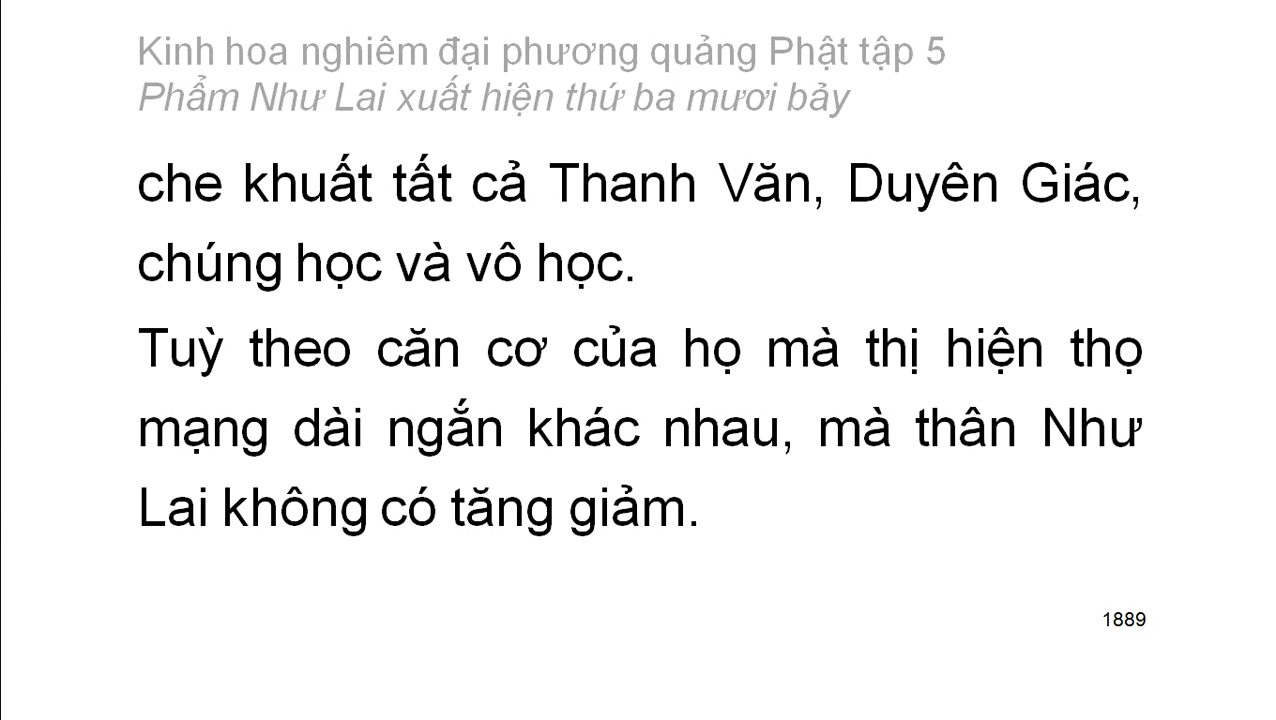 Kinh hoa nghiêm đại phương quảng Phật tập 5
Phẩm Như Lai xuất hiện thứ ba mươi bảy
che khuất tất cả Thanh Văn, Duyên Giác,
chúng học và vô học.
Tuỳ theo căn cơ của họ mà thị hiện thọ
mạng dài ngắn khác nhau, mà thân Như
Lai không có tăng giảm.
1889